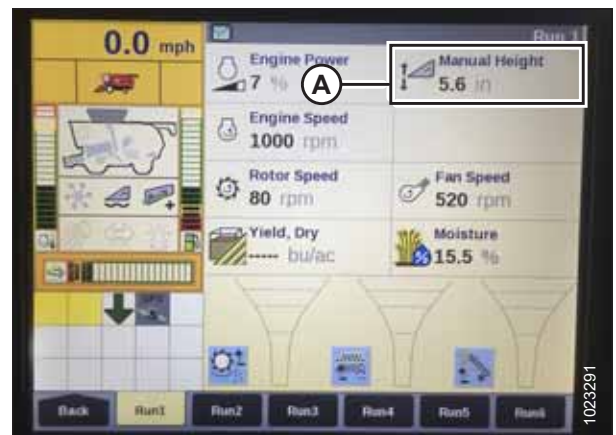 0.0 mph
Run 1
Engine Power
7 %
A
Manual Height
5.6 in
Engine Speed
1000 rpm
Rotor Speed
80 rpm
Fan Speed
520 rpm
Yield, Dry
----- bu/ac
Moisture
15.5 %
Back
Run1
Run2
Run3
Run4
Run5
Run6
1023291